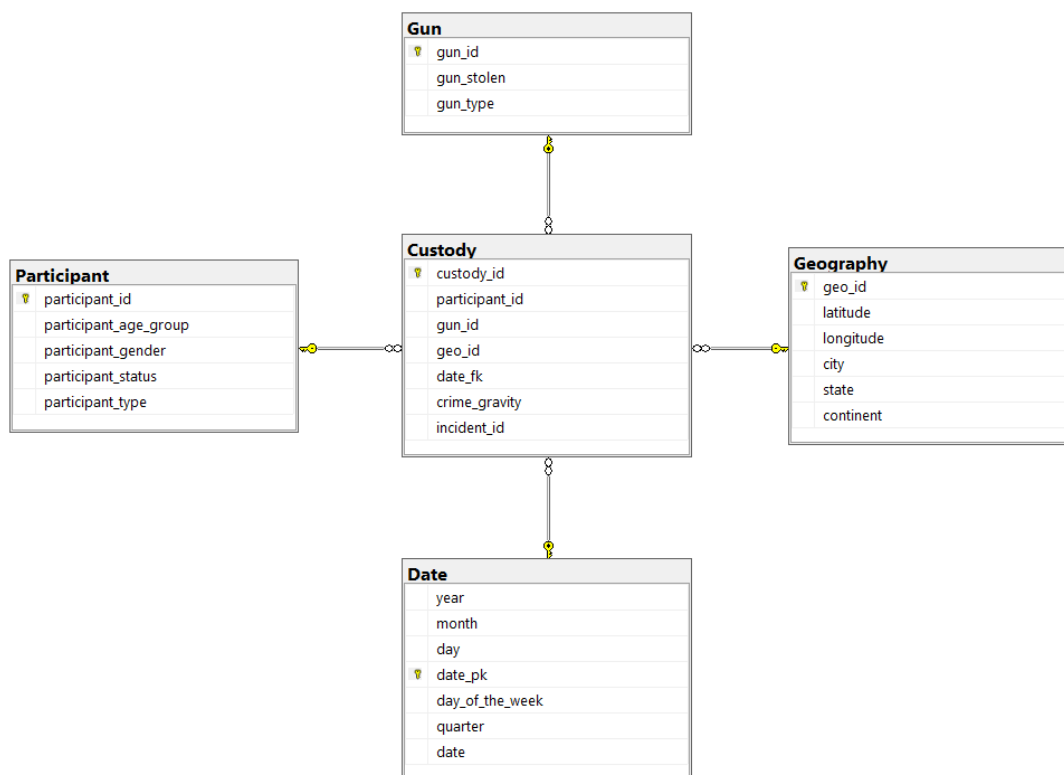 Gun
gun_id
gun_stolen
gun_type
Participant
participant_id
participant_age_group
participant_gender
participant_status
participant_type
Custody
custody_id
participant_id
gun_id
geo_id
date_fk
crime_gravity
incident_id
Geography
geo_id
latitude
longitude
city
state
continent
Date
year
month
day
date_pk
day_of_the_week
quarter
date